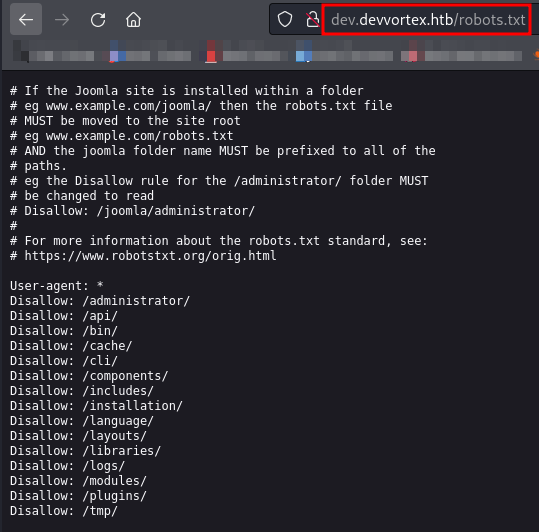 dev.devvortex.htb/robots.txt
# If the Joomla site is installed within a folder
# eg www.example.com/joomla/ then the robots.txt file
# MUST be moved to the site root
# eg www.example.com/robots.txt
# AND the joomla folder name MUST be prefixed to all of the
# paths.
# eg the Disallow rule for the /administrator/ folder MUST
# be changed to read
# Disallow: /joomla/administrator/
#
# For more information about the robots.txt standard, see:
# https://www.robotstxt.org/orig.html
User-agent: *
Disallow: /administrator/
Disallow: /api/
Disallow: /bin/
Disallow: /cache/
Disallow: /cli/
Disallow: /components/
Disallow: /includes/
Disallow: /installation/
Disallow: /language/
Disallow: /layouts/
Disallow: /libraries/
Disallow: /logs/
Disallow: /modules/
Disallow: /plugins/
Disallow: /tmp/